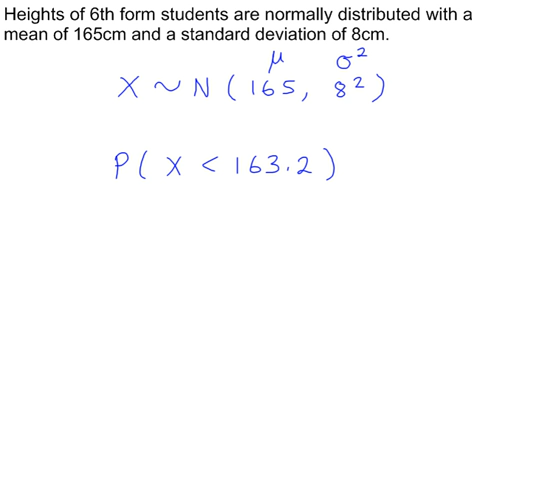 Heights of 6th form students are normally distributed with a
mean of 165cm and a standard deviation of 8cm.
μ σ²
X ~ N ( 165, 8² )
P ( X < 163.2 )